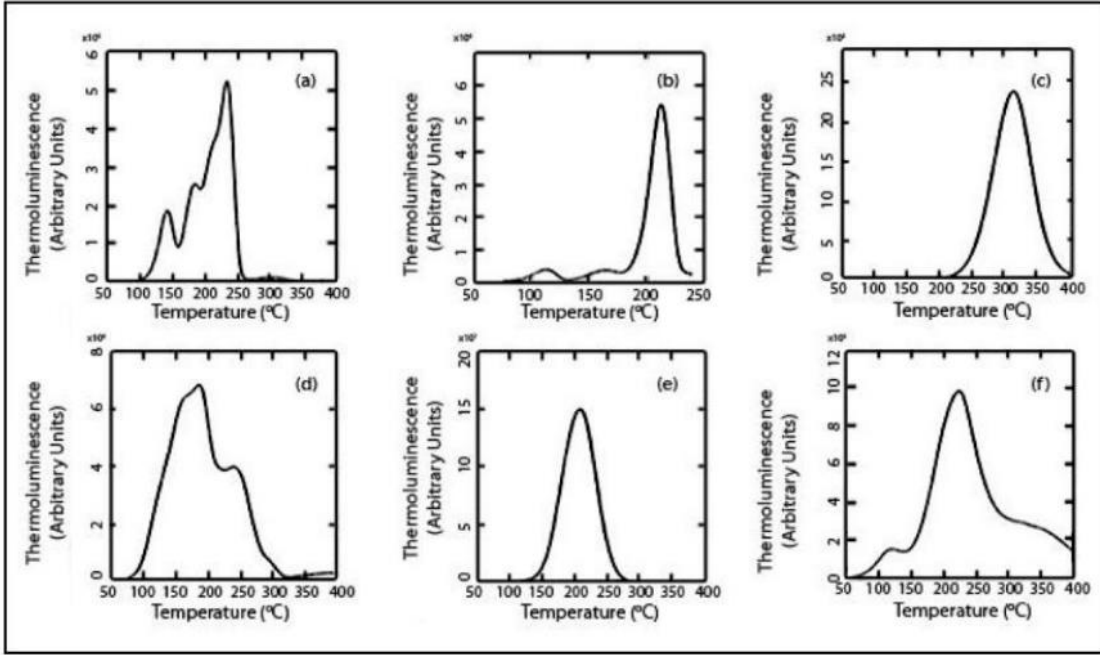 (a)
Thermoluminescence
(Arbitrary Units)
0 1 2 3 4 5 6
50 100 150 200 250 300 350 400
Temperature (ºC)
(b)
Thermoluminescence
(Arbitrary Units)
0 1 2 3 4 5 6
50 100 150 200 250
Temperature (ºC)
(c)
Thermoluminescence
(Arbitrary Units)
0 5 10 15 20 25
50 100 150 200 250 300 350 400
Temperature (ºC)
(d)
Thermoluminescence
(Arbitrary Units)
0 2 4 6 8
50 100 150 200 250 300 350 400
Temperature (ºC)
(e)
Thermoluminescence
(Arbitrary Units)
0 5 10 15 20
50 100 150 200 250 300 350 400
Temperature (ºC)
(f)
Thermoluminescence
(Arbitrary Units)
0 2 4 6 8 10 12
50 100 150 200 250 300 350 400
Temperature (ºC)